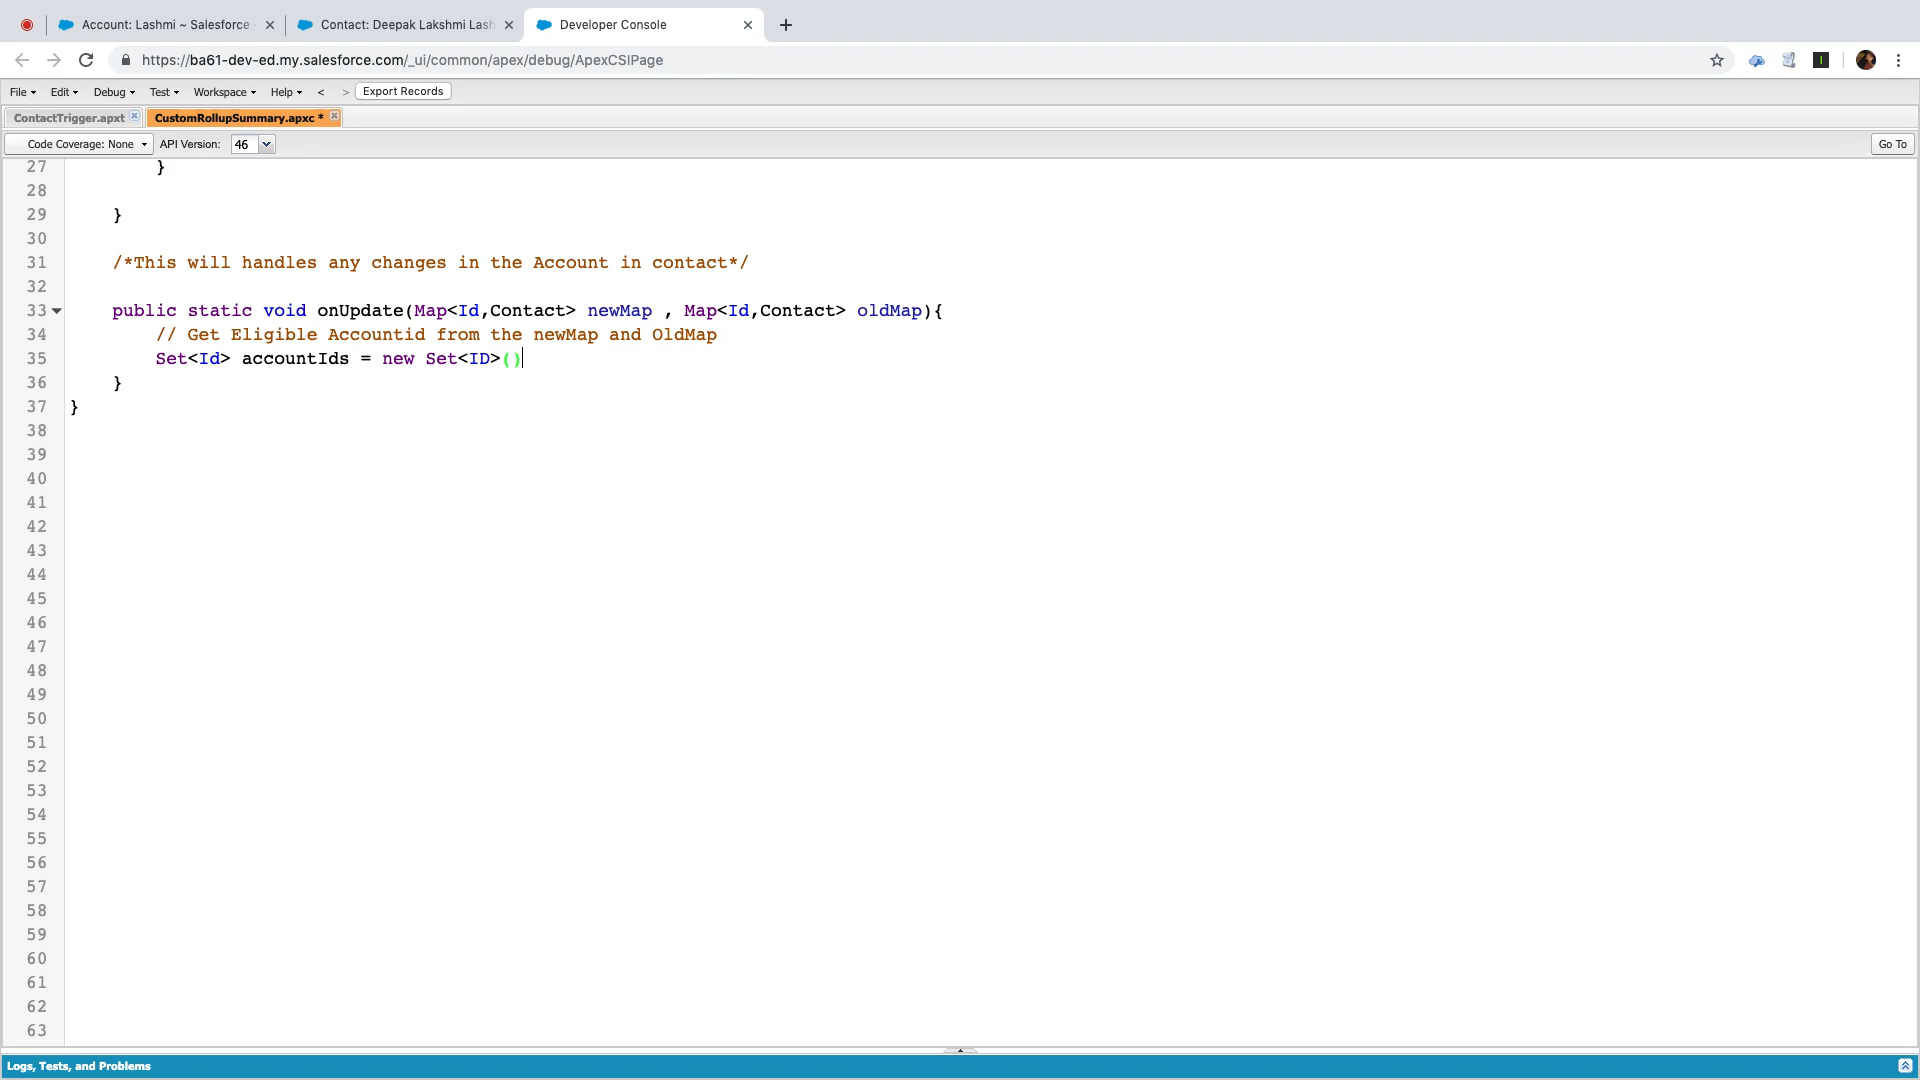 Account: Lashmi ~ Salesforce -
Contact: Deepak Lakshmi Lash
Developer Console
https://ba61-dev-ed.my.salesforce.com/_ui/common/apex/debug/ApexCSIPage
File Edit Debug Test Workspace Help < > Export Records
ContactTrigger.apxt
CustomRollupSummary.apxc *
Code Coverage: None API Version: 46 Go To
27 }
28
29 }
30
31 /*This will handles any changes in the Account in contact*/
32
33 public static void onUpdate(Map<Id,Contact> newMap , Map<Id,Contact> oldMap){
34 // Get Eligible Accountid from the newMap and OldMap
35 Set<Id> accountIds = new Set<ID>()
36 }
37 }
38
39
40
41
42
43
44
45
46
47
48
49
50
51
52
53
54
55
56
57
58
59
60
61
62
63
Logs, Tests, and Problems